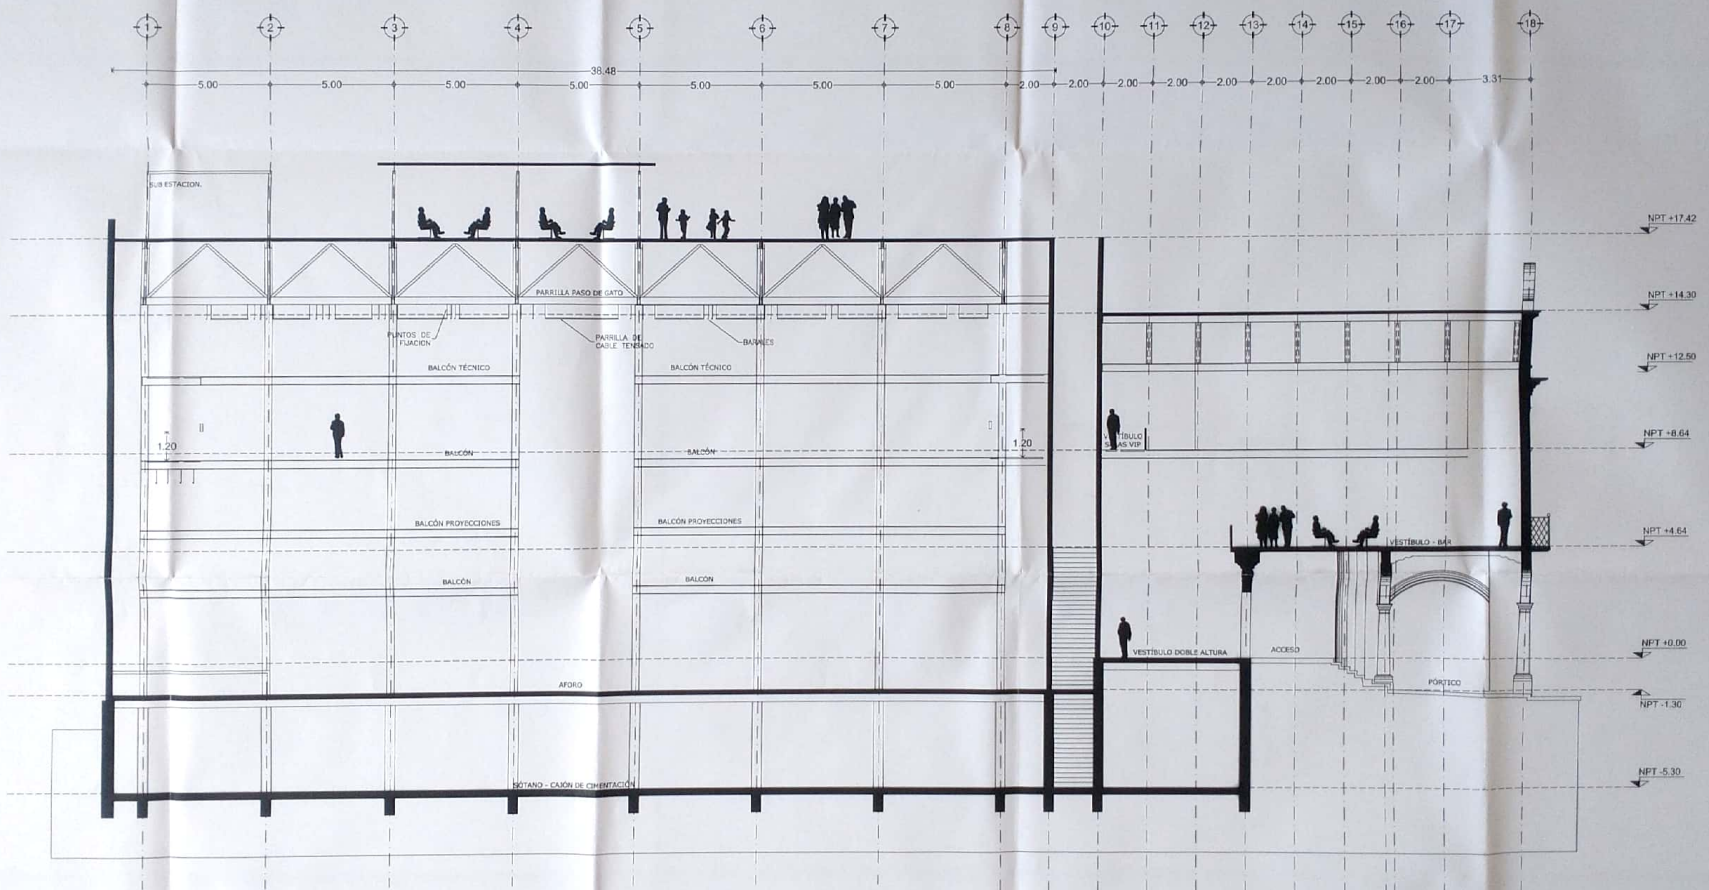 1 2 3 4 5 6 7 8 9 10 11 12 13 14 15 16 17 18
38.48
5.00 5.00 5.00 5.00 5.00 5.00 5.00 2.00 2.00 2.00 2.00 2.00 2.00 2.00 2.00 2.00 3.31
SUB ESTACION.
NPT +17.42
PARRILLA PASO DE GATO
NPT +14.30
PUNTOS DE
FIJACION
PARRILLA DE
CABLE TENSADO
BARALES
NPT +12.50
BALCÓN TÉCNICO
BALCÓN TÉCNICO
1.20
1.20
VESTÍBULO
SALAS VIP
NPT +8.64
BALCÓN
BALCÓN
BALCÓN PROYECCIONES
BALCÓN PROYECCIONES
NPT +4.64
VESTÍBULO - BAR
BALCÓN
BALCÓN
NPT +0.00
VESTÍBULO DOBLE ALTURA
ACCESO
AFORO
PÓRTICO
NPT -1.30
NPT -5.30
SÓTANO - CAJÓN DE CIMENTACIÓN